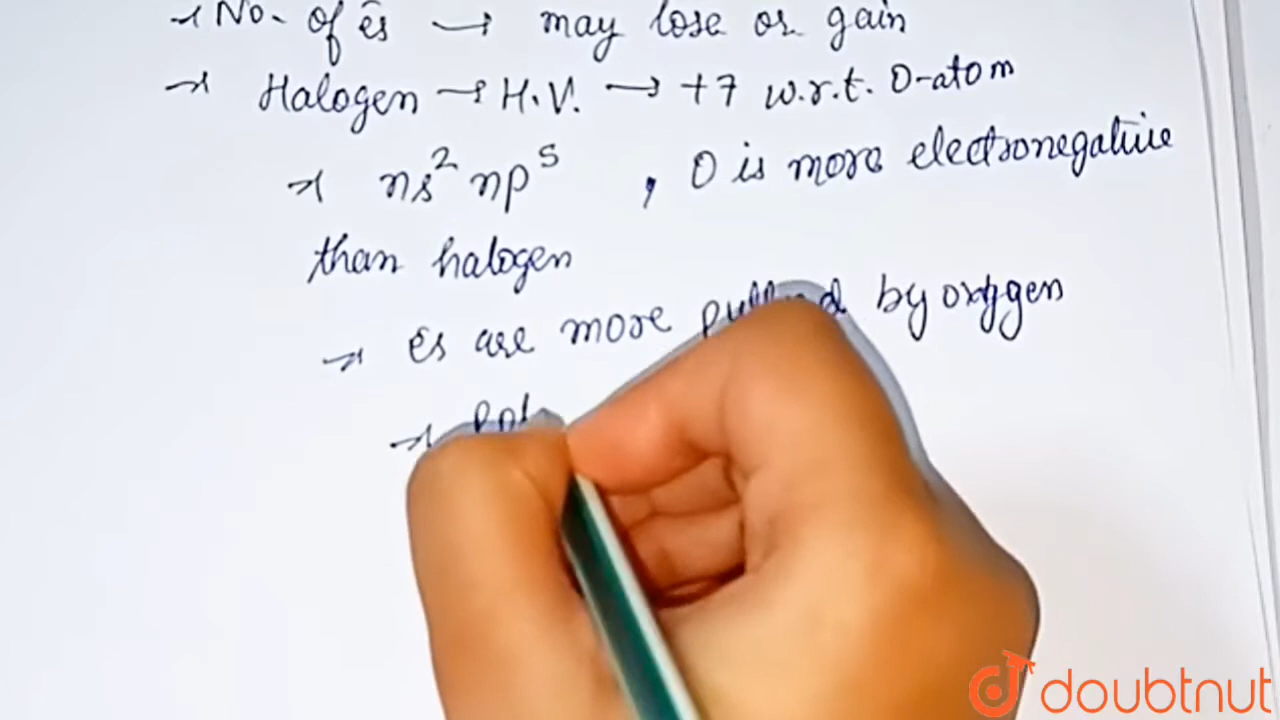 → No. of ēs → may lose or gain
→ Halogen → H.V. → +7 w.r.t. O-atom
→ ns² np⁵ , O is more electronegative
than halogen
→ ēs are more by oxygen
→
doubtnut